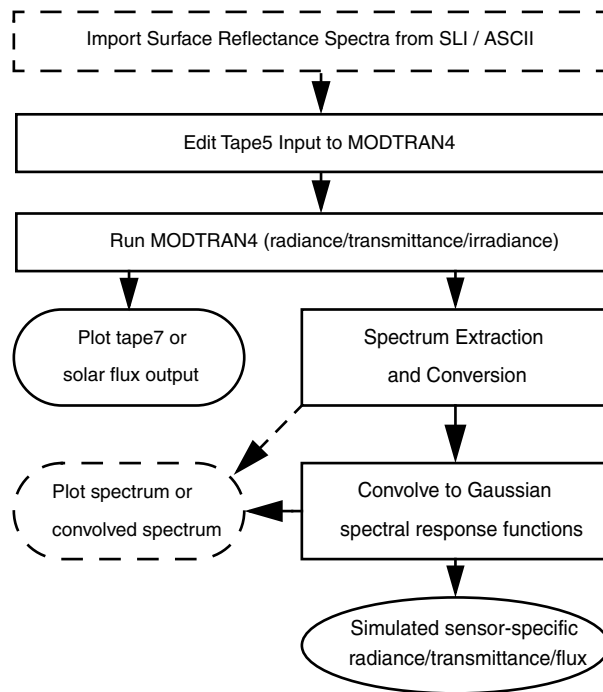 Import Surface Reflectance Spectra from SLI / ASCII
Edit Tape5 Input to MODTRAN4
Run MODTRAN4 (radiance/transmittance/irradiance)
Plot tape7 or
solar flux output
Spectrum Extraction
and Conversion
Plot spectrum or
convolved spectrum
Convolve to Gaussian
spectral response functions
Simulated sensor-specific
radiance/transmittance/flux